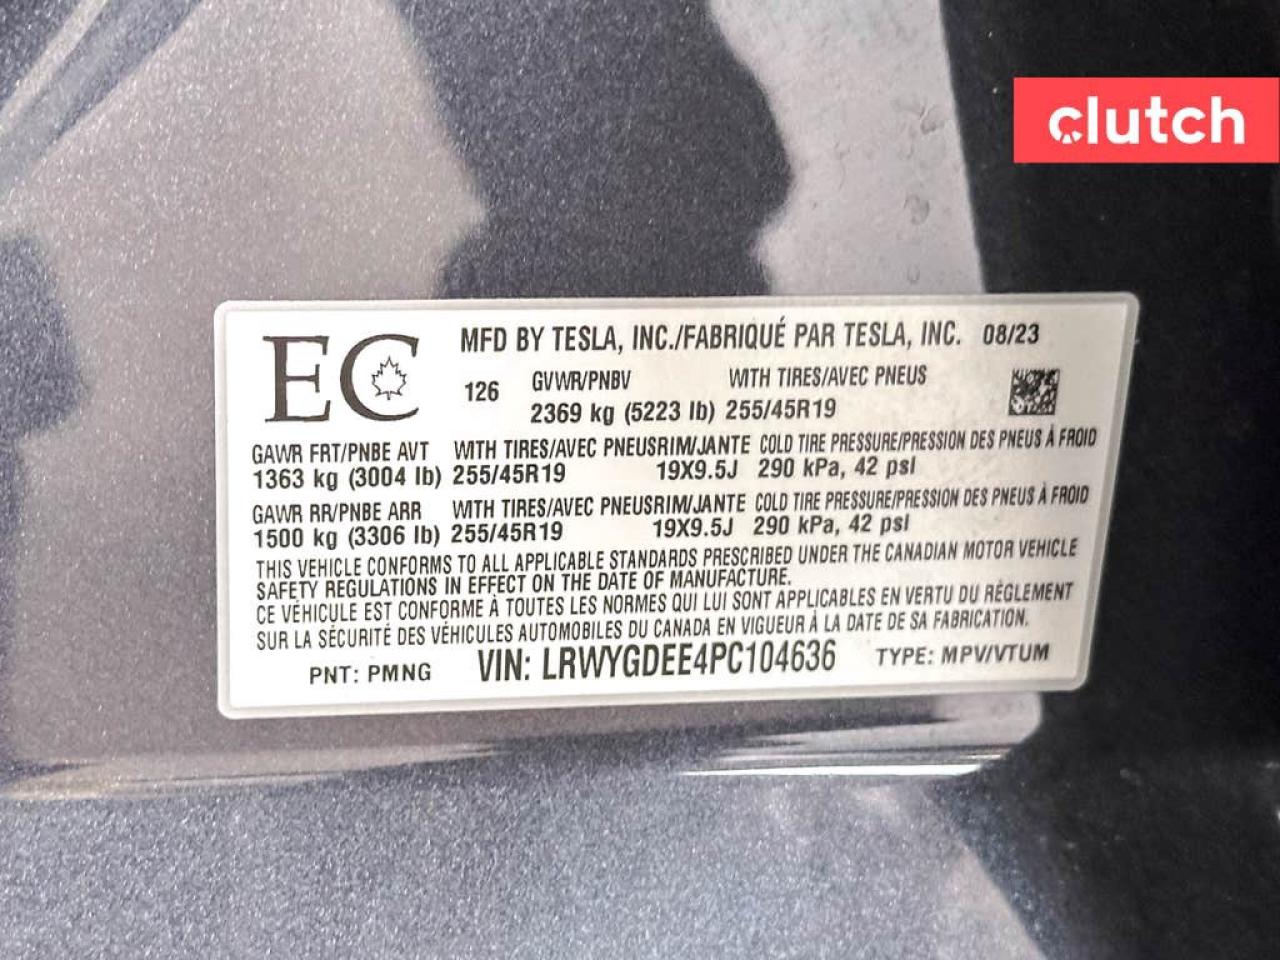 clutch
EC MFD BY TESLA, INC./FABRIQUÉ PAR TESLA, INC. 08/23
126 GVWR/PNBV WITH TIRES/AVEC PNEUS
2369 kg (5223 lb) 255/45R19
GAWR FRT/PNBE AVT WITH TIRES/AVEC PNEUS RIM/JANTE COLD TIRE PRESSURE/PRESSION DES PNEUS À FROID
1363 kg (3004 lb) 255/45R19 19X9.5J 290 kPa, 42 psi
GAWR RR/PNBE ARR WITH TIRES/AVEC PNEUS RIM/JANTE COLD TIRE PRESSURE/PRESSION DES PNEUS À FROID
1500 kg (3306 lb) 255/45R19 19X9.5J 290 kPa, 42 psi
THIS VEHICLE CONFORMS TO ALL APPLICABLE STANDARDS PRESCRIBED UNDER THE CANADIAN MOTOR VEHICLE
SAFETY REGULATIONS IN EFFECT ON THE DATE OF MANUFACTURE.
CE VÉHICULE EST CONFORME À TOUTES LES NORMES QUI LUI SONT APPLICABLES EN VERTU DU RÈGLEMENT
SUR LA SÉCURITÉ DES VÉHICULES AUTOMOBILES DU CANADA EN VIGUEUR À LA DATE DE SA FABRICATION.
PNT: PMNG VIN: LRWYGDEE4PC104636 TYPE: MPV/VTUM